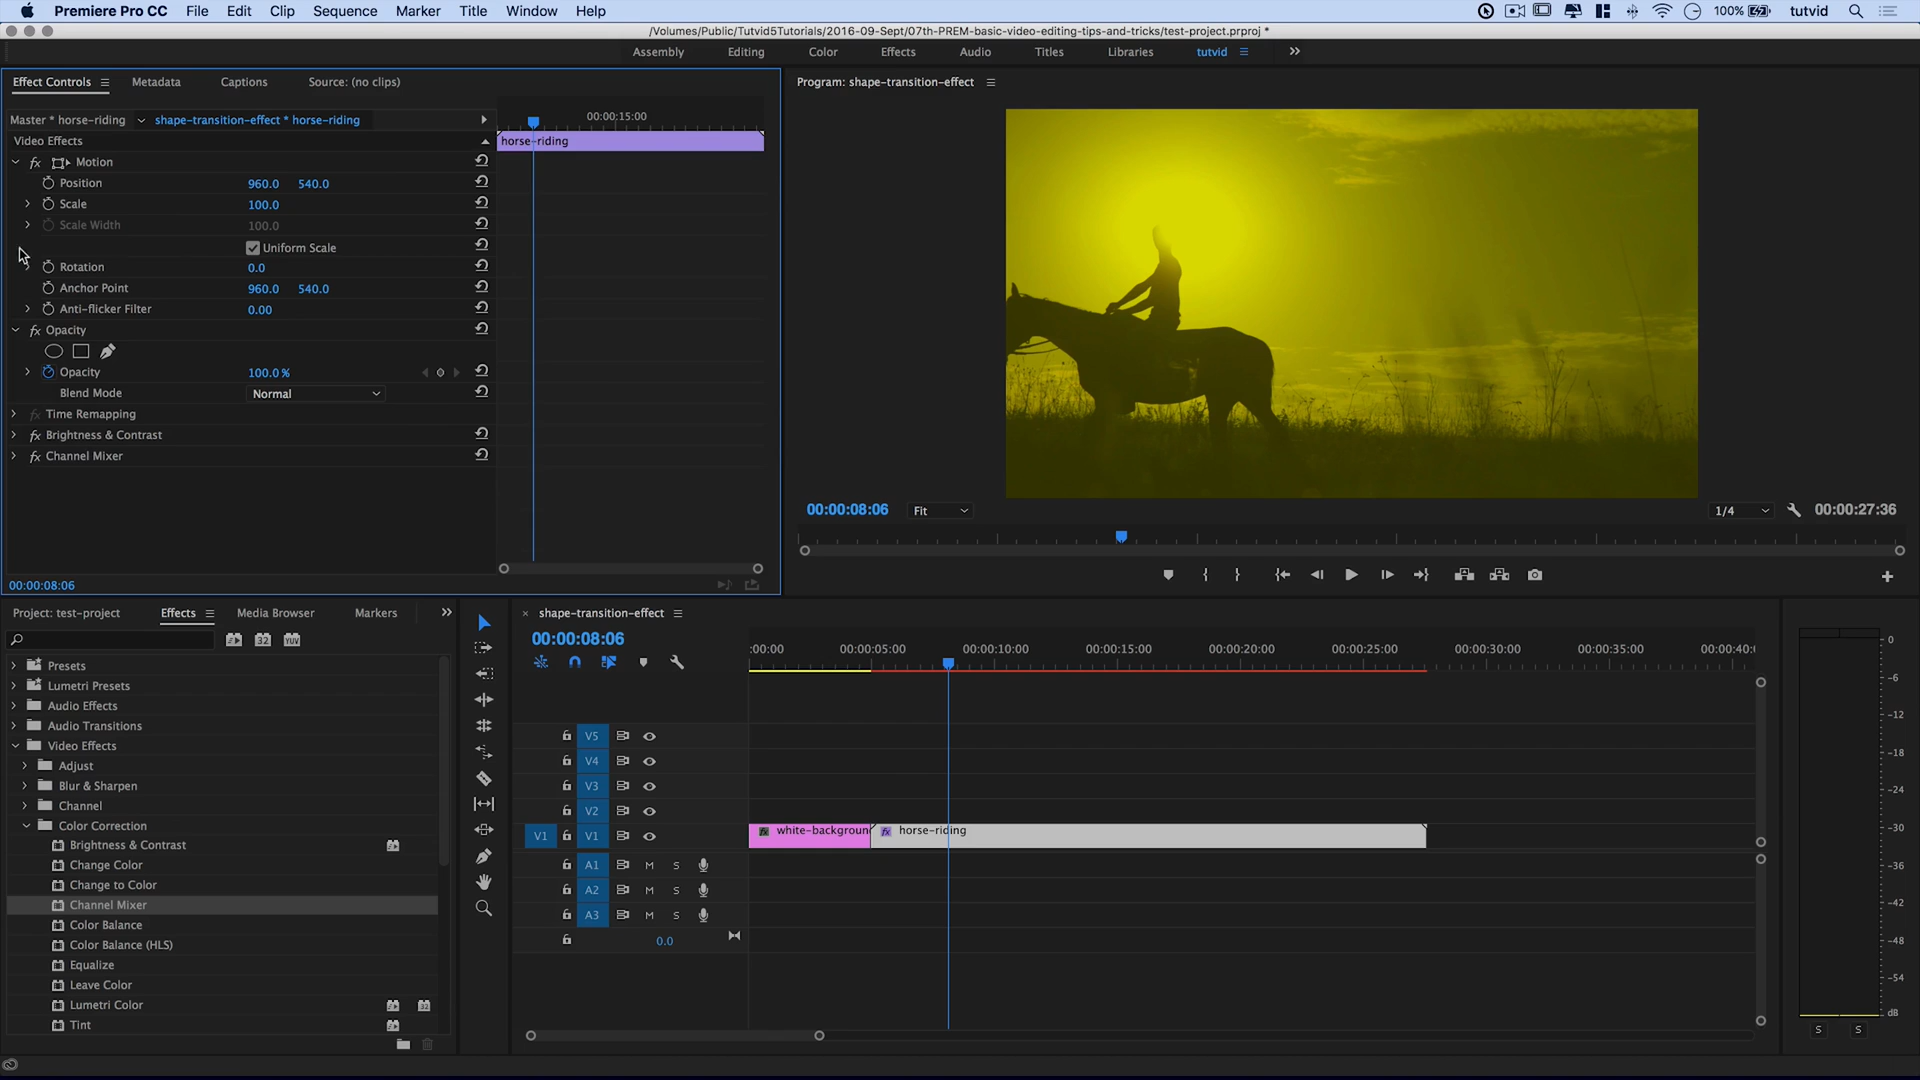 Premiere Pro CC File Edit Clip Sequence Marker Title Window Help 100% tutvid
/Volumes/Public/Tutvid5Tutorials/2016-09-Sept/07th-PREM-basic-video-editing-tips-and-tricks/test-project.prproj *
Assembly Editing Color Effects Audio Titles Libraries tutvid
Effect Controls Metadata Captions Source: (no clips)
Program: shape-transition-effect
Master * horse-riding shape-transition-effect * horse-riding
00:00:15:00
Video Effects
horse-riding
fx Motion
Position 960.0 540.0
Scale 100.0
Scale Width 100.0
Uniform Scale
Rotation 0.0
Anchor Point 960.0 540.0
Anti-flicker Filter 0.00
fx Opacity
Opacity 100.0 %
Blend Mode Normal
fx Time Remapping
fx Brightness & Contrast
fx Channel Mixer
00:00:08:06
00:00:08:06 Fit 1/4 00:00:27:36
Project: test-project Effects Media Browser Markers
32 YUV
Presets
Lumetri Presets
Audio Effects
Audio Transitions
Video Effects
Adjust
Blur & Sharpen
Channel
Color Correction
Brightness & Contrast
Change Color
Change to Color
Channel Mixer
Color Balance
Color Balance (HLS)
Equalize
Leave Color
Lumetri Color 32
Tint
× shape-transition-effect
00:00:08:06
:00:00 00:00:05:00 00:00:10:00 00:00:15:00 00:00:20:00 00:00:25:00 00:00:30:00 00:00:35:00 00:00:40:
V5
V4
V3
V2
V1 V1 fx white-backgroun fx horse-riding
A1 M S
A2 M S
A3 M S
0.0
0
-6
-12
-18
-24
-30
-36
-42
-48
-54
dB
S S